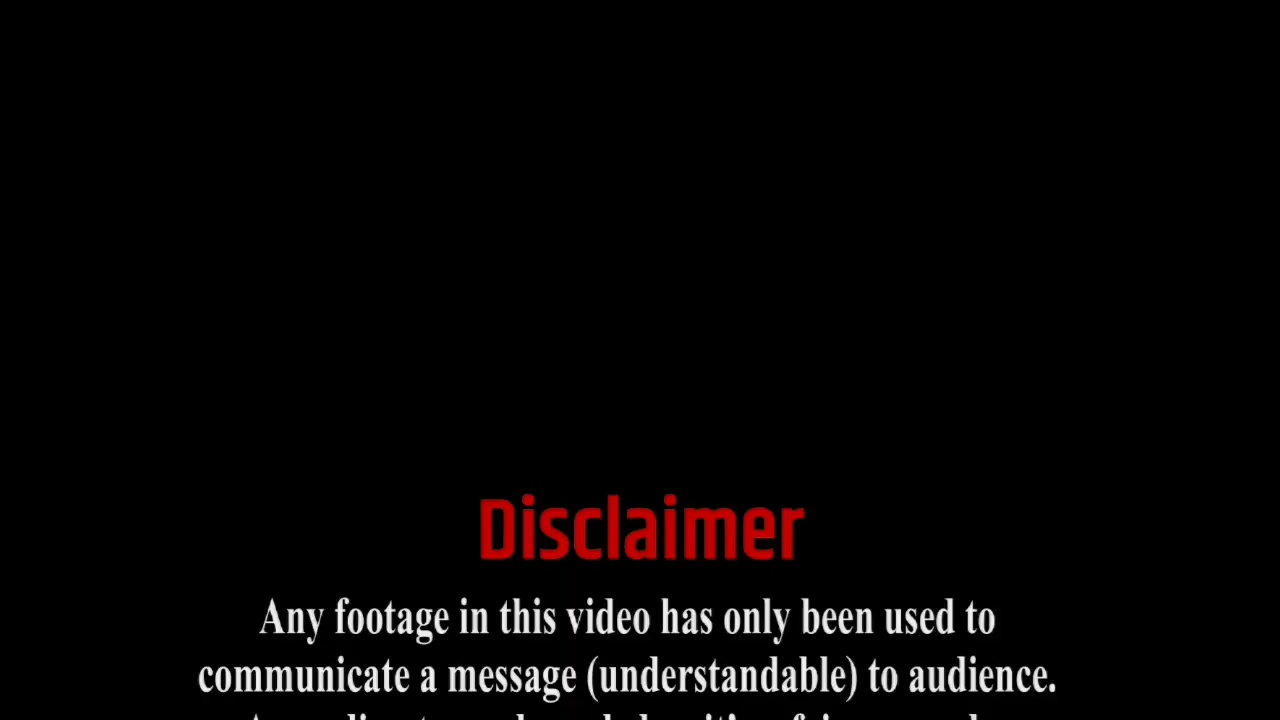 Disclaimer
Any footage in this video has only been used to
communicate a message (understandable) to audience.